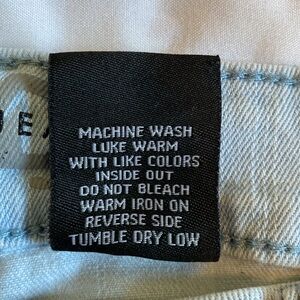 MACHINE WASH
LUKE WARM
WITH LIKE COLORS
INSIDE OUT
DO NOT BLEACH
WARM IRON ON
REVERSE SIDE
TUMBLE DRY LOW